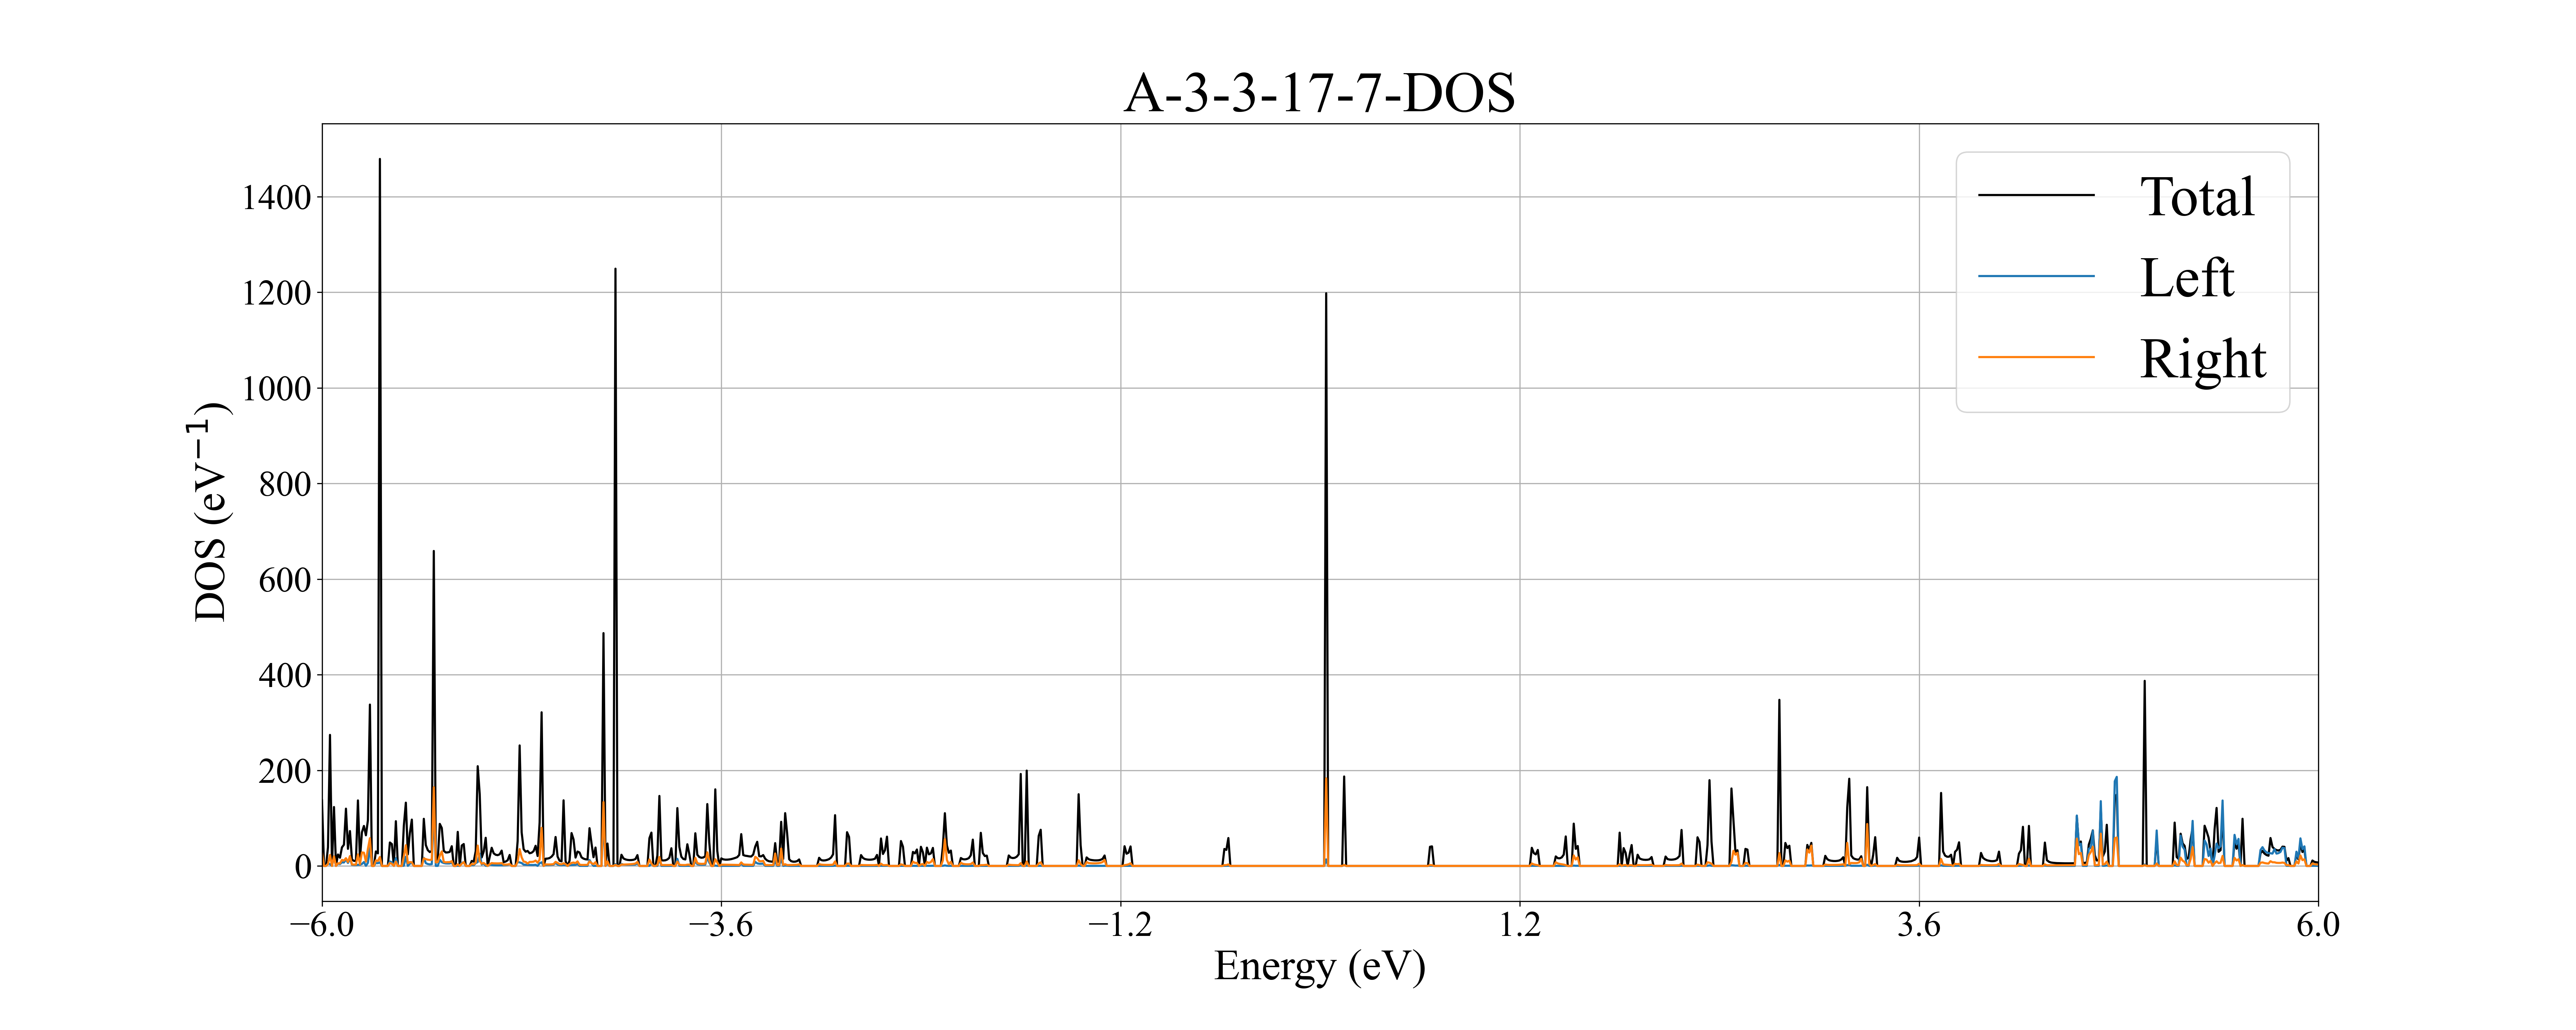 A-3-3-17-7-DOS
1400
1200
1000
800
600
400
200
0
DOS (eV⁻¹)
Total
Left
Right
−6.0
−3.6
−1.2
1.2
3.6
6.0
Energy (eV)